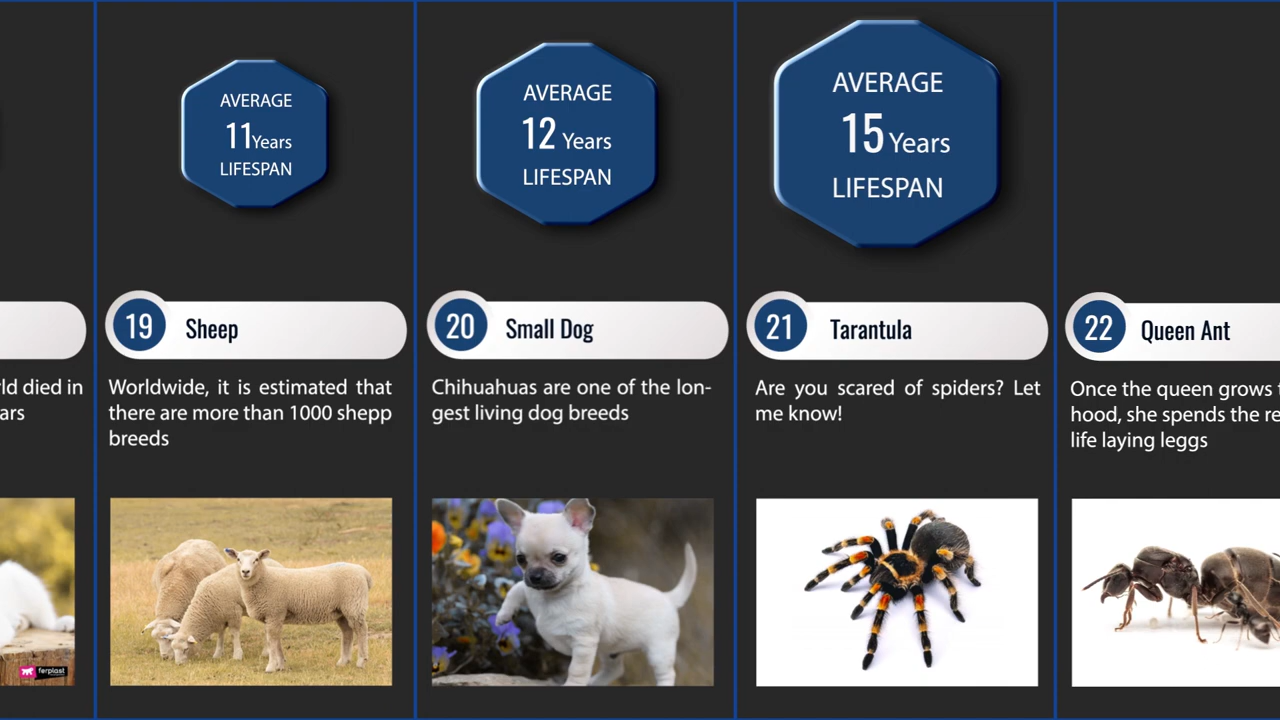 AVERAGE
11Years
LIFESPAN
AVERAGE
12 Years
LIFESPAN
AVERAGE
15 Years
LIFESPAN
died in
19 Sheep
Worldwide, it is estimated that
there are more than 1000 shepp
breeds
20 Small Dog
Chihuahuas are one of the lon-
gest living dog breeds
21 Tarantula
Are you scared of spiders? Let
me know!
22 Queen Ant
Once the queen grows
hood, she spends the
life laying leggs
ferplast